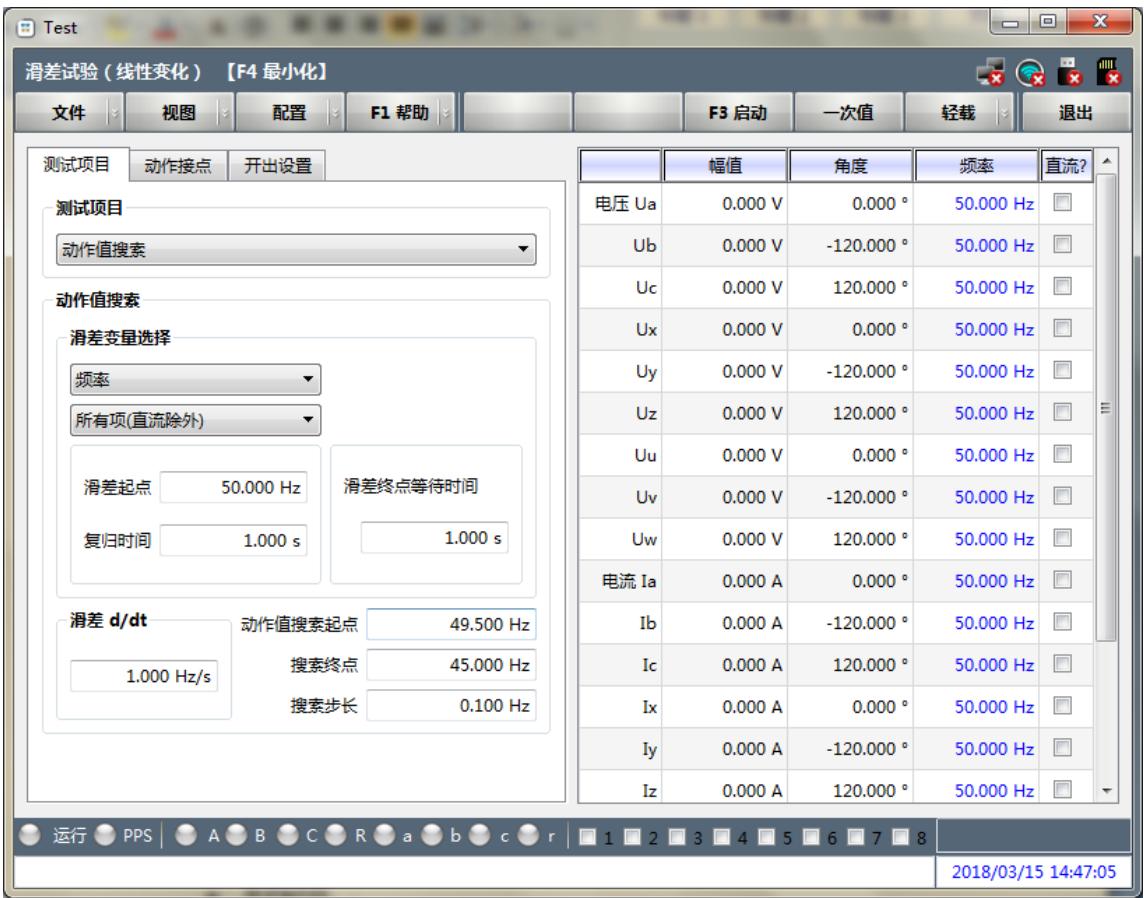 Test
滑差试验（线性变化） 【F4 最小化】
文件 视图 配置 F1 帮助 F3 启动 一次值 轻载 退出
测试项目 动作接点 开出设置
测试项目
动作值搜索
动作值搜索
滑差变量选择
频率
所有项(直流除外)
滑差起点 50.000 Hz
复归时间 1.000 s
滑差终点等待时间
1.000 s
滑差 d/dt
1.000 Hz/s
动作值搜索起点 49.500 Hz
搜索终点 45.000 Hz
搜索步长 0.100 Hz
幅值 角度 频率 直流?
电压 Ua 0.000 V 0.000 ° 50.000 Hz
Ub 0.000 V -120.000 ° 50.000 Hz
Uc 0.000 V 120.000 ° 50.000 Hz
Ux 0.000 V 0.000 ° 50.000 Hz
Uy 0.000 V -120.000 ° 50.000 Hz
Uz 0.000 V 120.000 ° 50.000 Hz
Uu 0.000 V 0.000 ° 50.000 Hz
Uv 0.000 V -120.000 ° 50.000 Hz
Uw 0.000 V 120.000 ° 50.000 Hz
电流 Ia 0.000 A 0.000 ° 50.000 Hz
Ib 0.000 A -120.000 ° 50.000 Hz
Ic 0.000 A 120.000 ° 50.000 Hz
Ix 0.000 A 0.000 ° 50.000 Hz
Iy 0.000 A -120.000 ° 50.000 Hz
Iz 0.000 A 120.000 ° 50.000 Hz
运行 PPS A B C R a b c r 1 2 3 4 5 6 7 8
2018/03/15 14:47:05